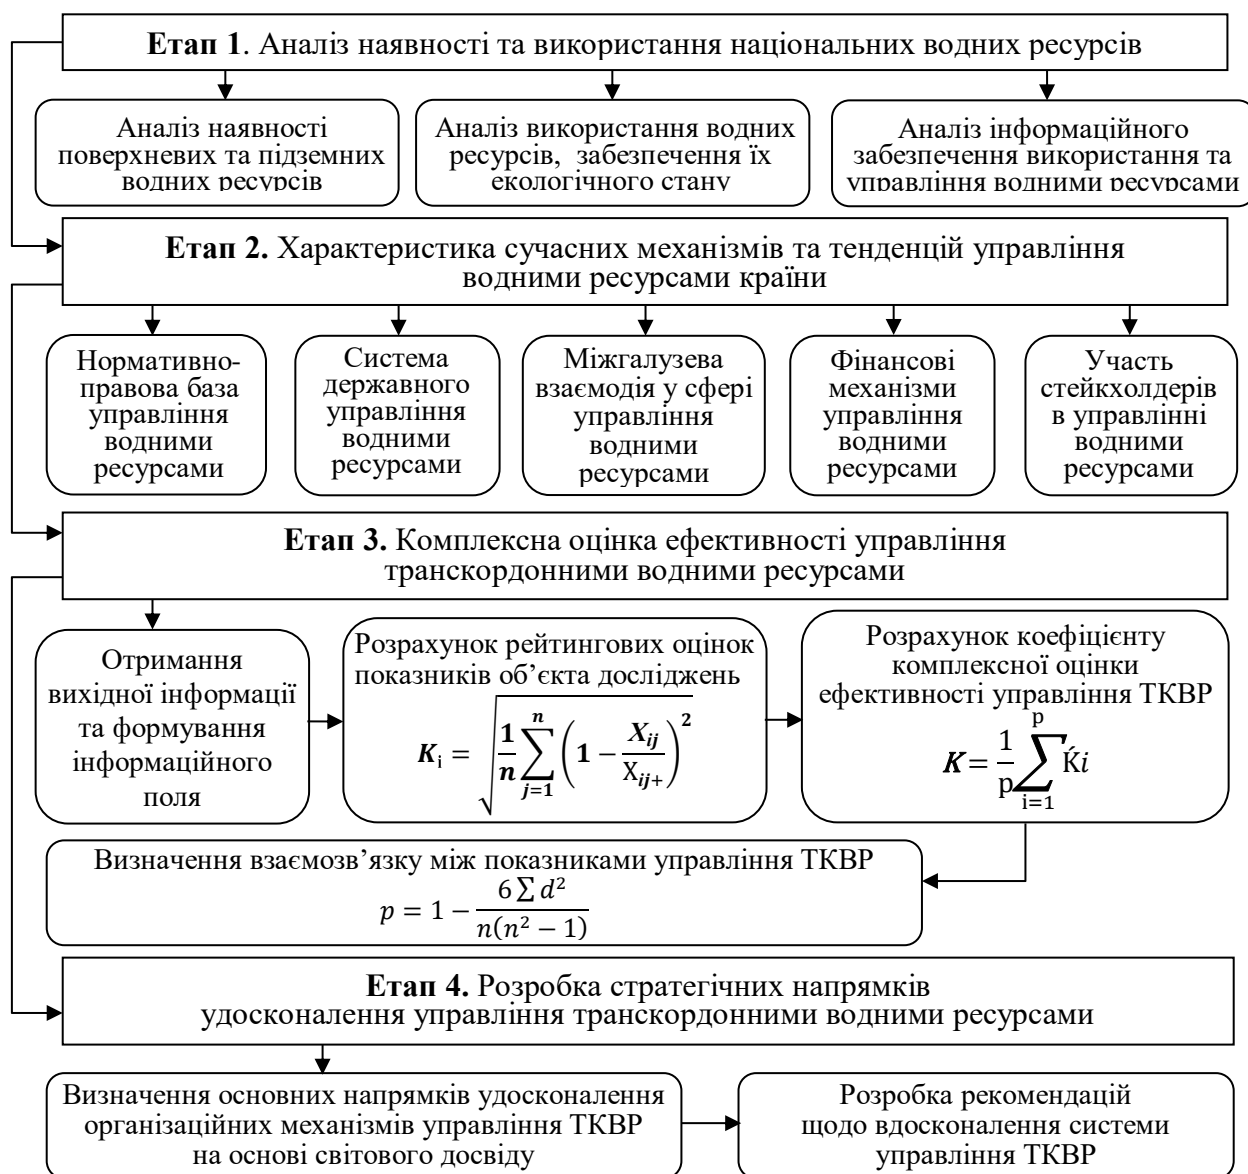 Етап 1. Аналіз наявності та використання національних водних ресурсів
Аналіз наявності
поверхневих та підземних
водних ресурсів
Аналіз використання водних
ресурсів, забезпечення їх
екологічного стану
Аналіз інформаційного
забезпечення використання та
управління водними ресурсами
Етап 2. Характеристика сучасних механізмів та тенденцій управління
водними ресурсами країни
Нормативно-
правова база
управління
водними
ресурсами
Система
державного
управління
водними
ресурсами
Міжгалузева
взаємодія у сфері
управління
водними
ресурсами
Фінансові
механізми
управління
водними
ресурсами
Участь
стейкхолдерів
в управлінні
водними
ресурсами
Етап 3. Комплексна оцінка ефективності управління
транскордонними водними ресурсами
Отримання
вихідної інформації
та формування
інформаційного
поля
Розрахунок рейтингових оцінок
показників об’єкта досліджень
K_i = √(1/n ∑_{j=1}^{n} (1 − X_{ij}/X_{ij+})^2)
Розрахунок коефіцієнту
комплексної оцінки
ефективності управління ТКВР
K = 1/p ∑_{i=1}^{p} Ḱi
Визначення взаємозв’язку між показниками управління ТКВР
p = 1 − 6 ∑ d^2 / n(n^2 − 1)
Етап 4. Розробка стратегічних напрямків
удосконалення управління транскордонними водними ресурсами
Визначення основних напрямків удосконалення
організаційних механізмів управління ТКВР
на основі світового досвіду
Розробка рекомендацій
щодо вдосконалення системи
управління ТКВР